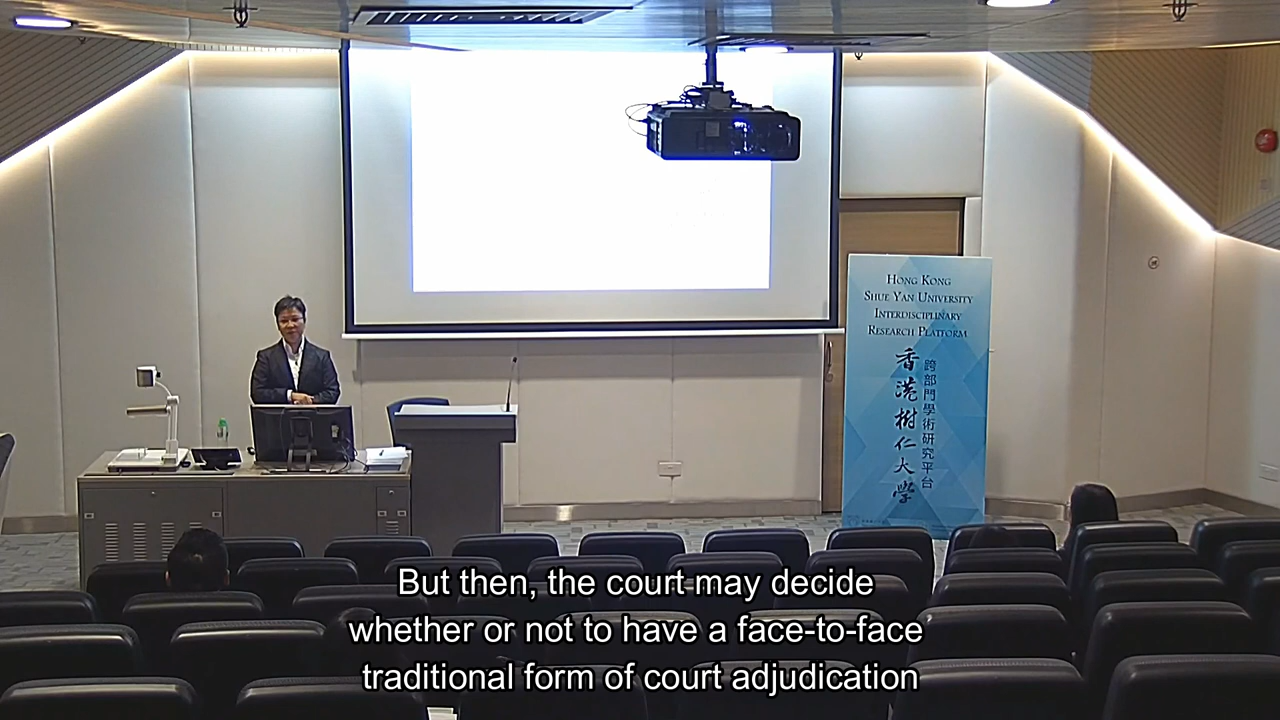 HONG KONG
SHUE YAN UNIVERSITY
INTERDISCIPLINARY
RESEARCH PLATFORM
香港樹仁大學
跨部門學術研究平台
But then, the court may decide
whether or not to have a face-to-face
traditional form of court adjudication